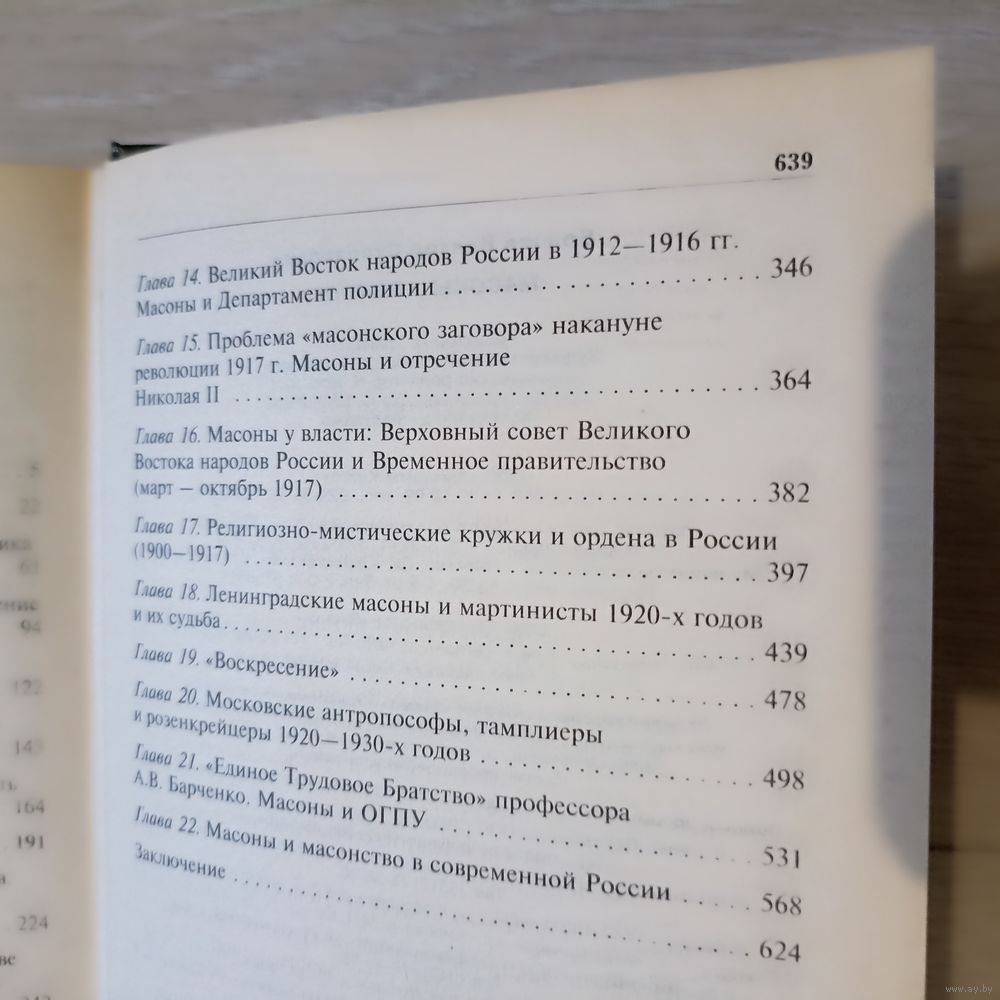 639
Глава 14. Великий Восток народов России в 1912—1916 гг.
Масоны и Департамент полиции . . . . . . . . . . . . . . . . . . . . . . 346
Глава 15. Проблема «масонского заговора» накануне
революции 1917 г. Масоны и отречение
Николая II . . . . . . . . . . . . . . . . . . . . . . . . . . . . . . . . . . . . . 364
Глава 16. Масоны у власти: Верховный совет Великого
Востока народов России и Временное правительство
(март — октябрь 1917) . . . . . . . . . . . . . . . . . . . . . . . . . . . . . 382
Глава 17. Религиозно-мистические кружки и ордена в России
(1900—1917) . . . . . . . . . . . . . . . . . . . . . . . . . . . . . . . . . . . . 397
Глава 18. Ленинградские масоны и мартинисты 1920-х годов
и их судьба . . . . . . . . . . . . . . . . . . . . . . . . . . . . . . . . . . . . . 439
Глава 19. «Воскресение» . . . . . . . . . . . . . . . . . . . . . . . . . . . . 478
Глава 20. Московские антропософы, тамплиеры
и розенкрейцеры 1920—1930-х годов . . . . . . . . . . . . . . . . . . . 498
Глава 21. «Единое Трудовое Братство» профессора
А.В. Барченко. Масоны и ОГПУ . . . . . . . . . . . . . . . . . . . . . . 531
Глава 22. Масоны и масонство в современной России . . . . . 568
Заключение . . . . . . . . . . . . . . . . . . . . . . . . . . . . . . . . . . . . . 624
. . 5
22
61
94
122
164
. 191
224
www.ay.by